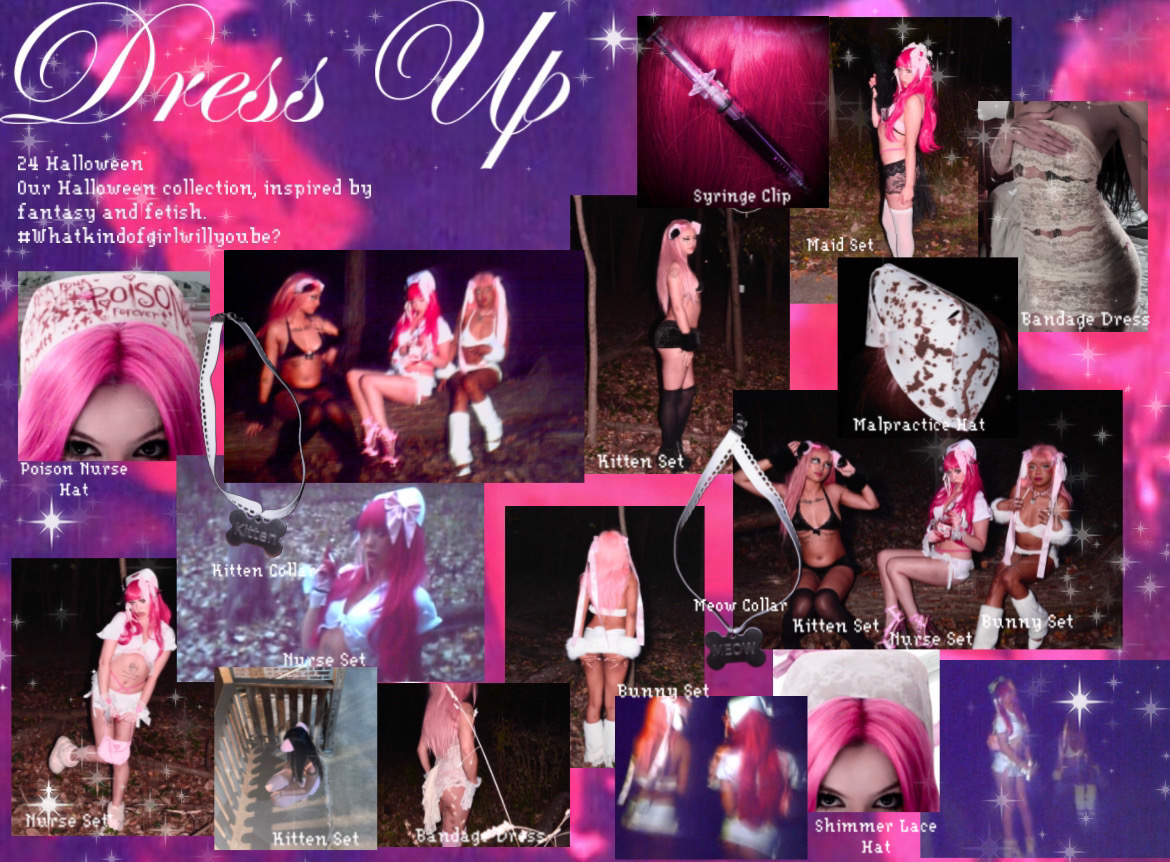 Dress Up
24 Halloween
Our Halloween collection, inspired by
fantasy and fetish.
#Whatkindofgirlwillyoube?
Syringe Clip
Maid Set
Bandage Dress
POISON
Forever
Poison Nurse
Hat
Kitten Set
Malpractice Hat
Kitten
Kitten Collar
Nurse Set
Meow Collar
MEOW
Kitten Set
Nurse Set
Bunny Set
Bunny Set
Nurse Set
Kitten Set
Bandage Dress
Shimmer Lace
Hat